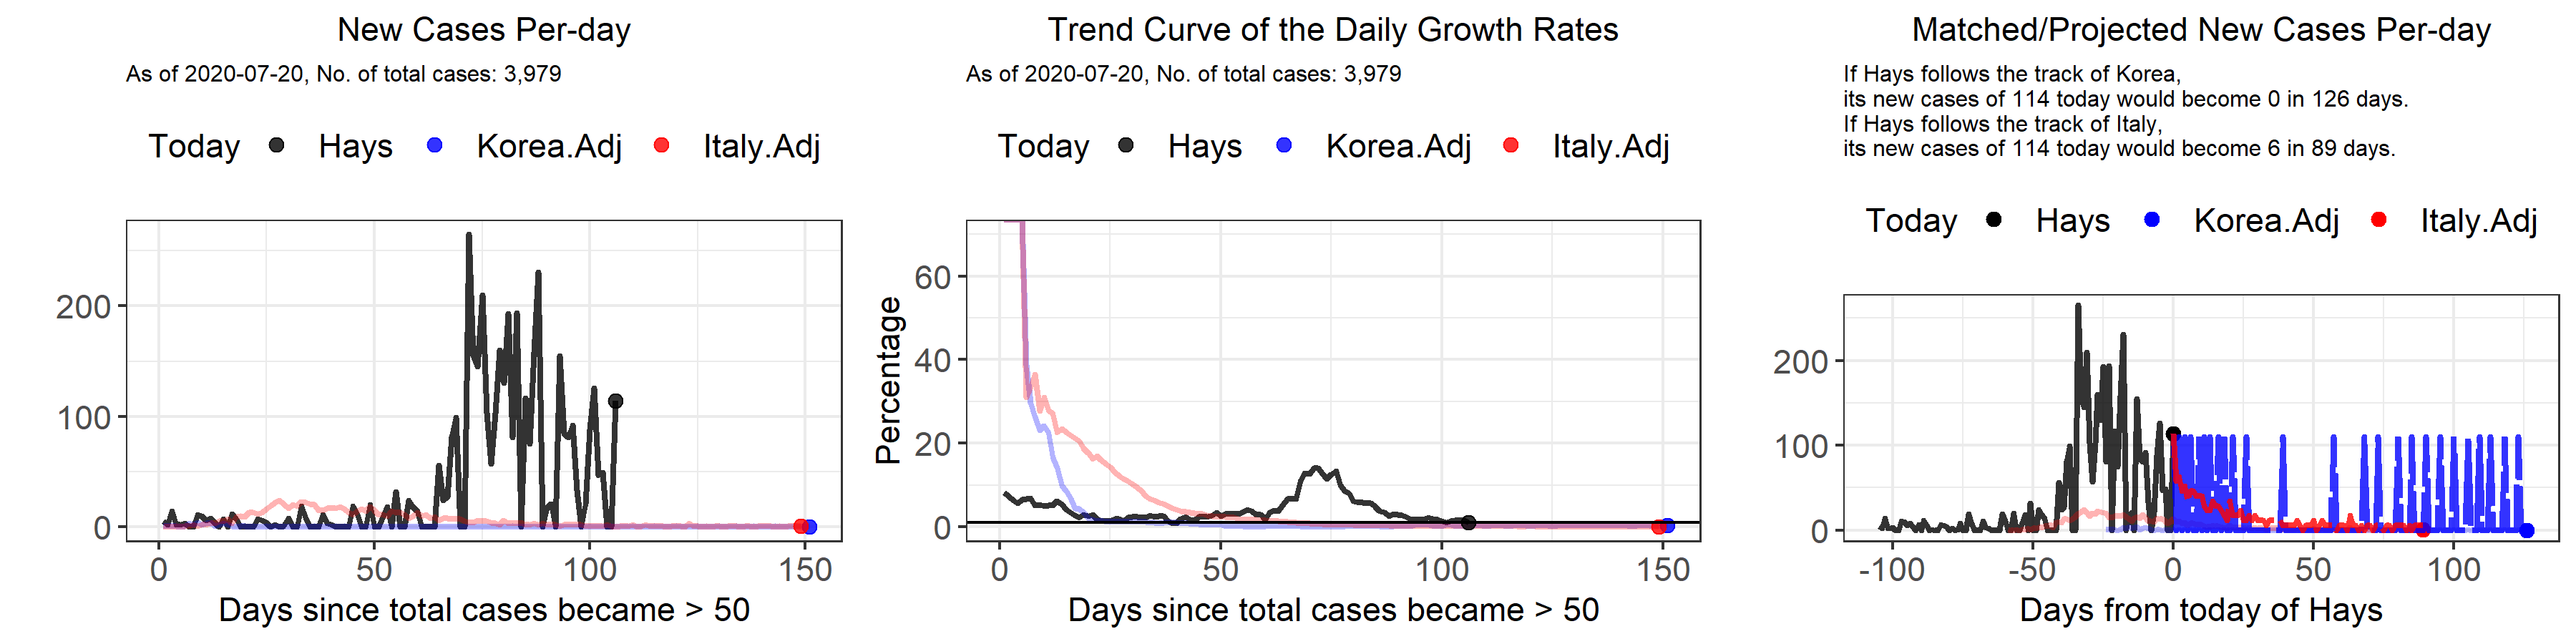 New Cases Per-day
As of 2020-07-20, No. of total cases: 3,979
Today Hays Korea.Adj Italy.Adj
200
100
0
0 50 100 150
Days since total cases became > 50
Trend Curve of the Daily Growth Rates
As of 2020-07-20, No. of total cases: 3,979
Today Hays Korea.Adj Italy.Adj
Percentage
60
40
20
0
0 50 100 150
Days since total cases became > 50
Matched/Projected New Cases Per-day
If Hays follows the track of Korea,
its new cases of 114 today would become 0 in 126 days.
If Hays follows the track of Italy,
its new cases of 114 today would become 6 in 89 days.
Today Hays Korea.Adj Italy.Adj
200
100
0
-100 -50 0 50 100
Days from today of Hays